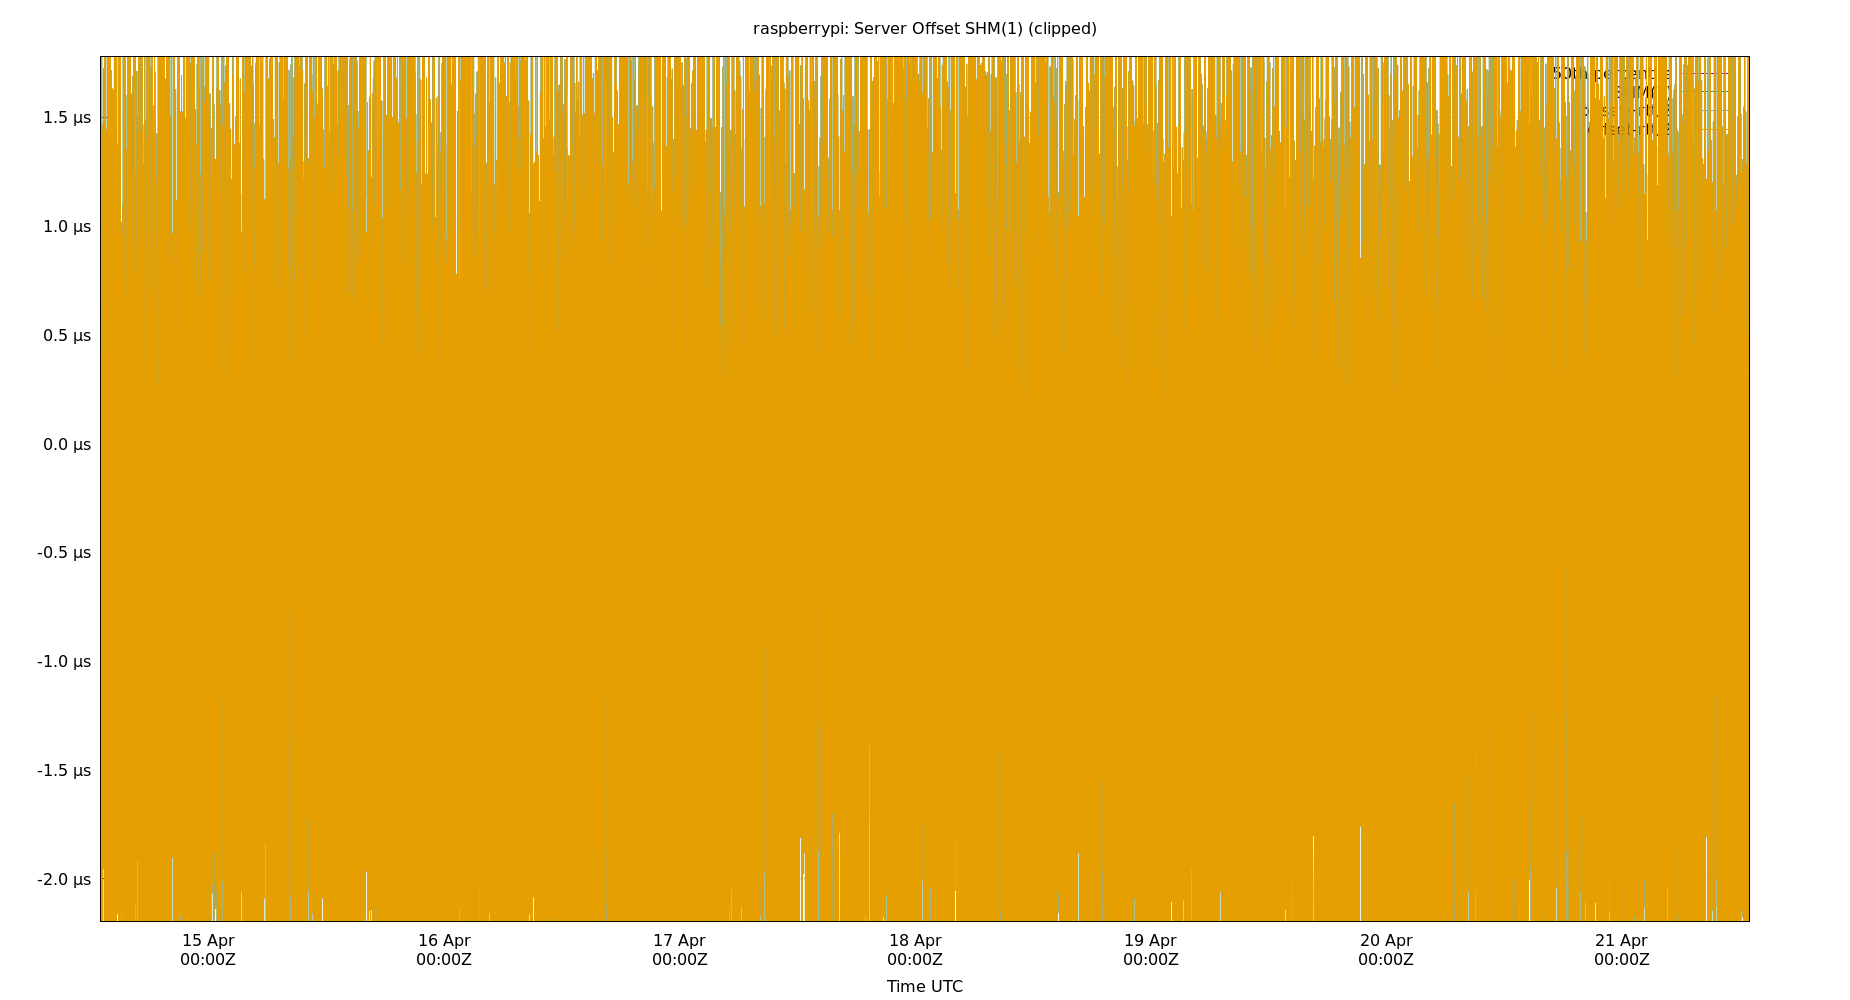 raspberrypi: Server Offset SHM(1) (clipped)
50th percentile
1.5 µs
1.0 µs
0.5 µs
0.0 µs
-0.5 µs
-1.0 µs
-1.5 µs
-2.0 µs
15 Apr 16 Apr 17 Apr 18 Apr 19 Apr 20 Apr 21 Apr
00:00Z 00:00Z 00:00Z 00:00Z 00:00Z 00:00Z 00:00Z
Time UTC